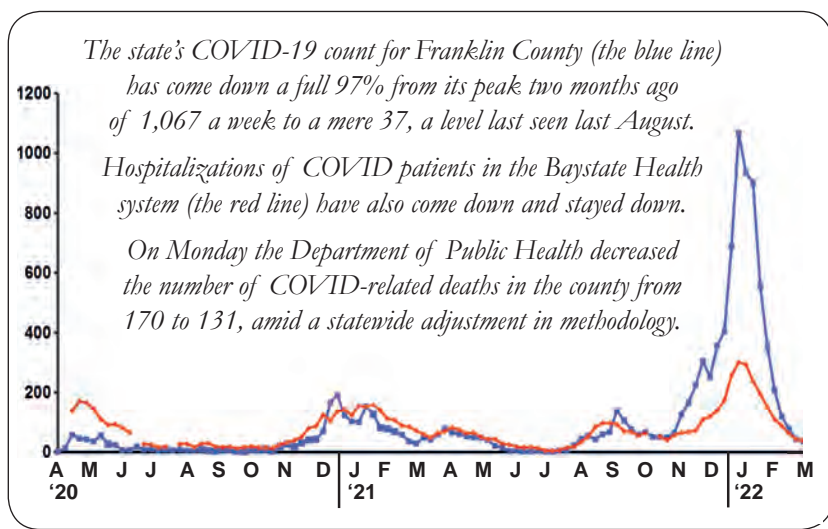 The state's COVID-19 count for Franklin County (the blue line)
has come down a full 97% from its peak two months ago
of 1,067 a week to a mere 37, a level last seen last August.
Hospitalizations of COVID patients in the Baystate Health
system (the red line) have also come down and stayed down.
On Monday the Department of Public Health decreased
the number of COVID-related deaths in the county from
170 to 131, amid a statewide adjustment in methodology.
1200
1000
800
600
400
200
0
A M J J A S O N D J F M A M J J A S O N D J F M
'20 '21 '22